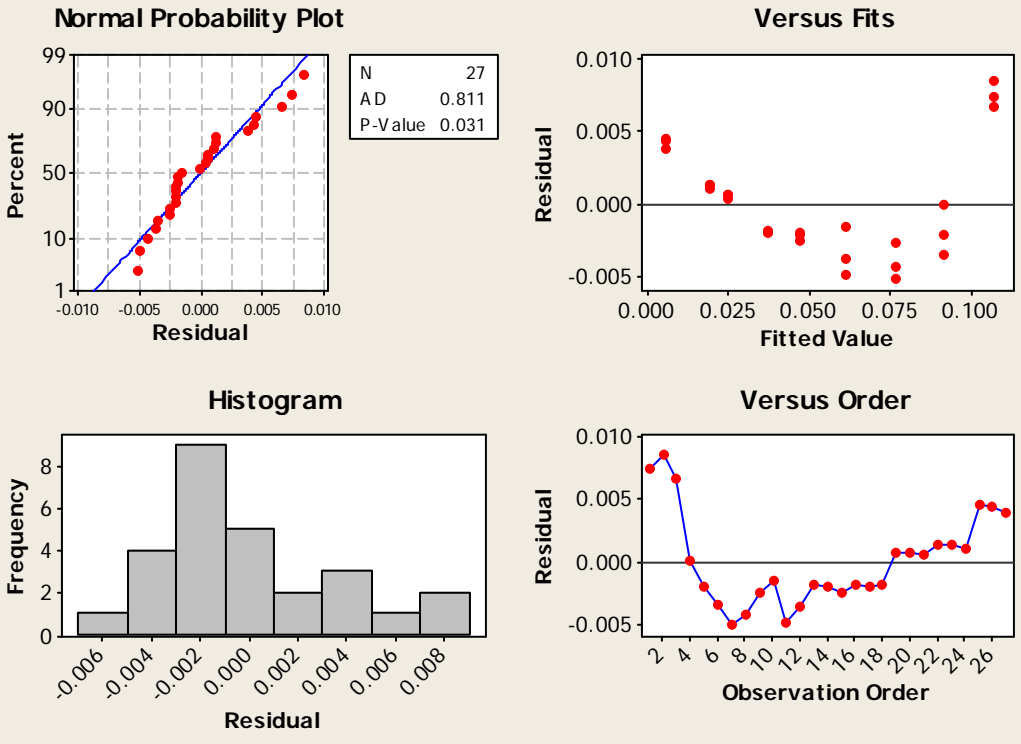 Normal Probability Plot
99
90
50
10
1
Percent
-0.010 -0.005 0.000 0.005 0.010
Residual
N 27
AD 0.811
P-Value 0.031
Versus Fits
0.010
0.005
0.000
-0.005
Residual
0.000 0.025 0.050 0.075 0.100
Fitted Value
Histogram
8
6
4
2
0
Frequency
-0.006 -0.004 -0.002 0.000 0.002 0.004 0.006 0.008
Residual
Versus Order
0.010
0.005
0.000
-0.005
Residual
2 4 6 8 10 12 14 16 18 20 22 24 26
Observation Order